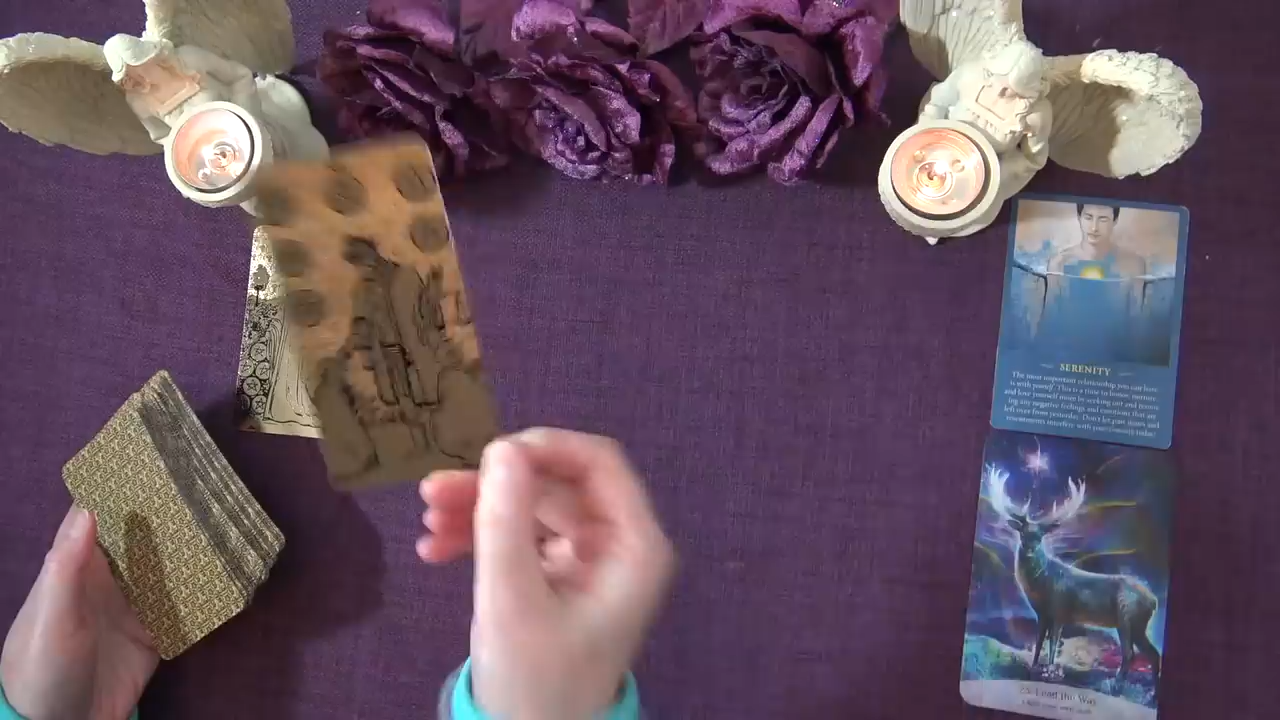 SERENITY
The most important relationship you can have
is with yourself. This is a time to honor, nurture,
and love yourself more by seeking out and remov-
ing any negative feelings and emotions that are
left over from yesterday. Don't let past issues and
resentments interfere with your serenity today!
25. Lead the Way